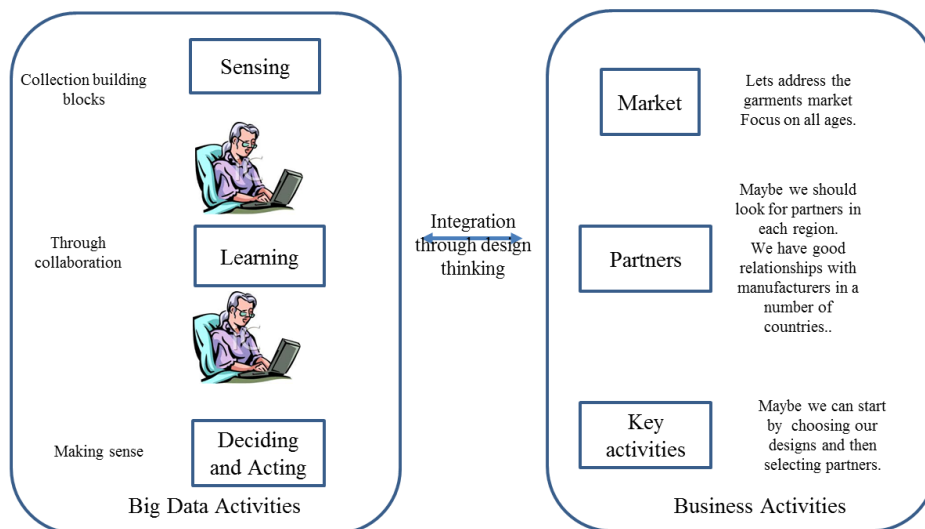 Sensing
Collection building
blocks
Through
collaboration
Learning
Making sense
Deciding
and Acting
Big Data Activities
Integration
through design
thinking
Market
Lets address the
garments market
Focus on all ages.
Partners
Maybe we should
look for partners in
each region.
We have good
relationships with
manufacturers in a
number of
countries..
Key
activities
Maybe we can start
by choosing our
designs and then
selecting partners.
Business Activities